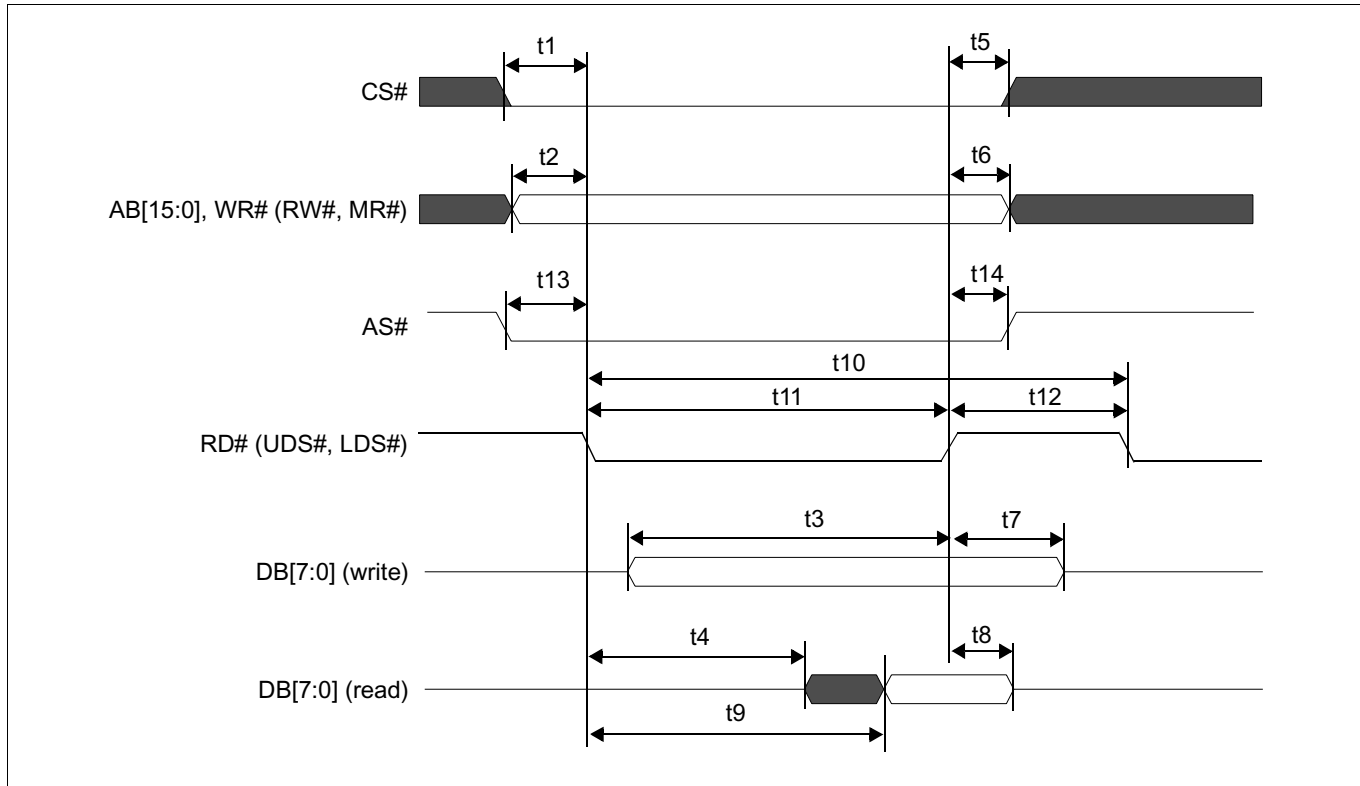 t1
t5
CS#
t2
t6
AB[15:0], WR# (RW#, MR#)
t13
t14
AS#
t10
t11
t12
RD# (UDS#, LDS#)
t3
t7
DB[7:0] (write)
t4
t8
DB[7:0] (read)
t9